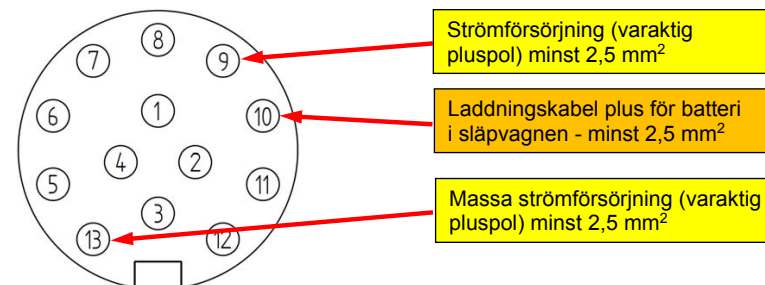 8
7
9
Strömförsörjning (varaktig
pluspol) minst 2,5 mm²
6
1
10
Laddningskabel plus för batteri
i släpvagnen - minst 2,5 mm²
4
2
5
11
3
13
12
Massa strömförsörjning (varaktig
pluspol) minst 2,5 mm²